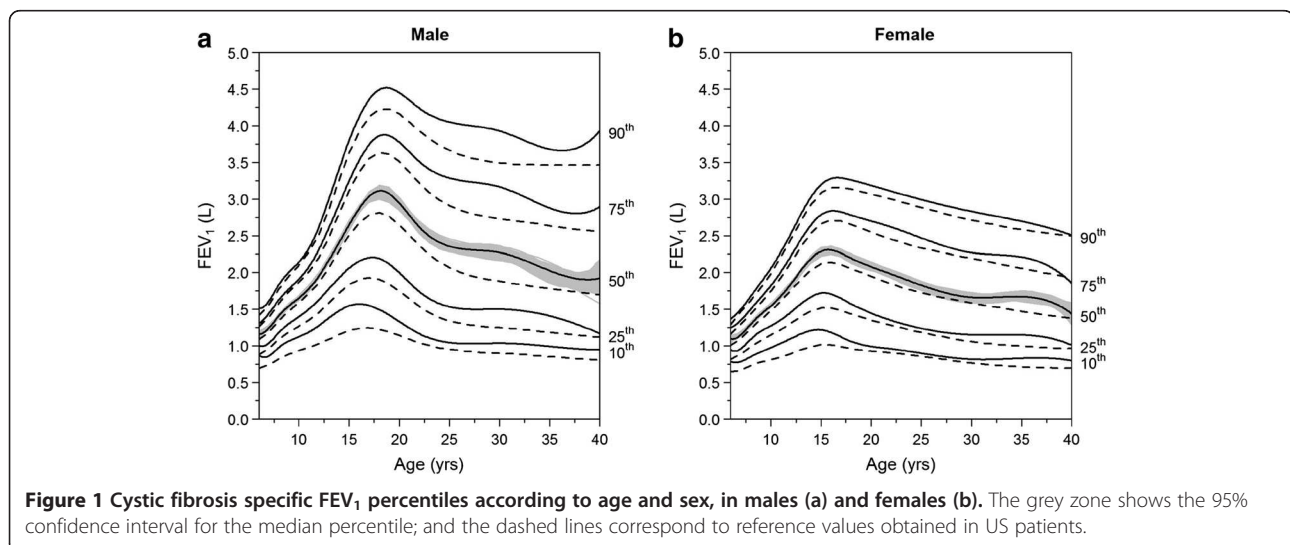 a
Male
5.0
4.5
4.0
3.5
3.0
2.5
2.0
1.5
1.0
0.5
0.0
FEV1 (L)
90th
75th
50th
25th
10th
10 15 20 25 30 35 40
Age (yrs)
b
Female
5.0
4.5
4.0
3.5
3.0
2.5
2.0
1.5
1.0
0.5
0.0
FEV1 (L)
90th
75th
50th
25th
10th
10 15 20 25 30 35 40
Age (yrs)
Figure 1 Cystic fibrosis specific FEV1 percentiles according to age and sex, in males (a) and females (b). The grey zone shows the 95%
confidence interval for the median percentile; and the dashed lines correspond to reference values obtained in US patients.